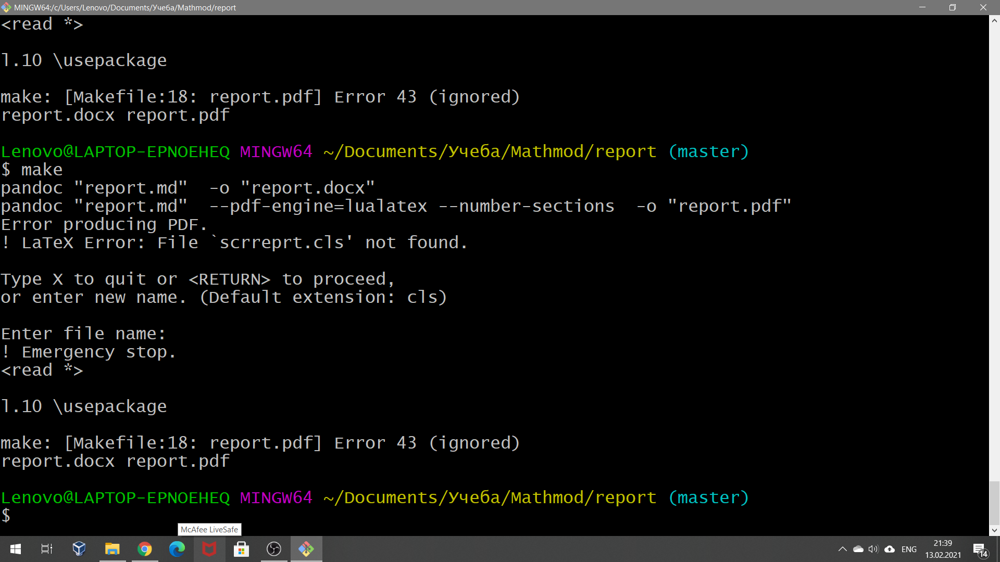 MINGW64:/c/Users/Lenovo/Documents/Учеба/Mathmod/report
<read *>
l.10 \usepackage
make: [Makefile:18: report.pdf] Error 43 (ignored)
report.docx report.pdf
Lenovo@LAPTOP-EPNOEHEQ MINGW64 ~/Documents/Учеба/Mathmod/report (master)
$ make
pandoc "report.md"  -o "report.docx"
pandoc "report.md"  --pdf-engine=lualatex --number-sections  -o "report.pdf"
Error producing PDF.
! LaTeX Error: File `scrreprt.cls' not found.
Type X to quit or <RETURN> to proceed,
or enter new name. (Default extension: cls)
Enter file name:
! Emergency stop.
<read *>
l.10 \usepackage
make: [Makefile:18: report.pdf] Error 43 (ignored)
report.docx report.pdf
Lenovo@LAPTOP-EPNOEHEQ MINGW64 ~/Documents/Учеба/Mathmod/report (master)
$
McAfee LiveSafe
ENG
21:39
13.02.2021
14